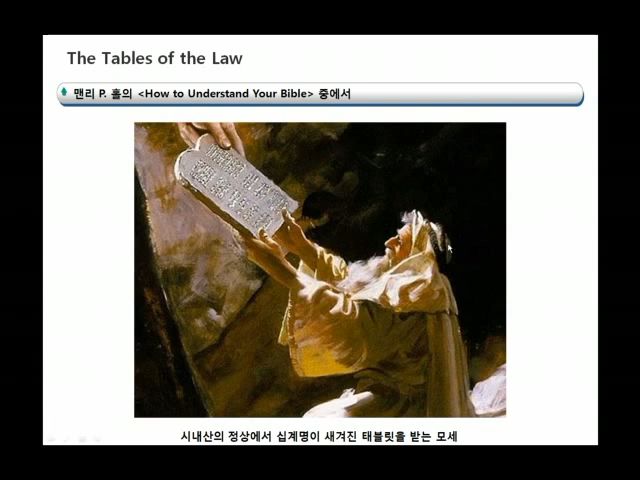 The Tables of the Law
맨리 P. 홀의 <How to Understand Your Bible> 중에서
시내산의 정상에서 십계명이 새겨진 태블릿을 받는 모세